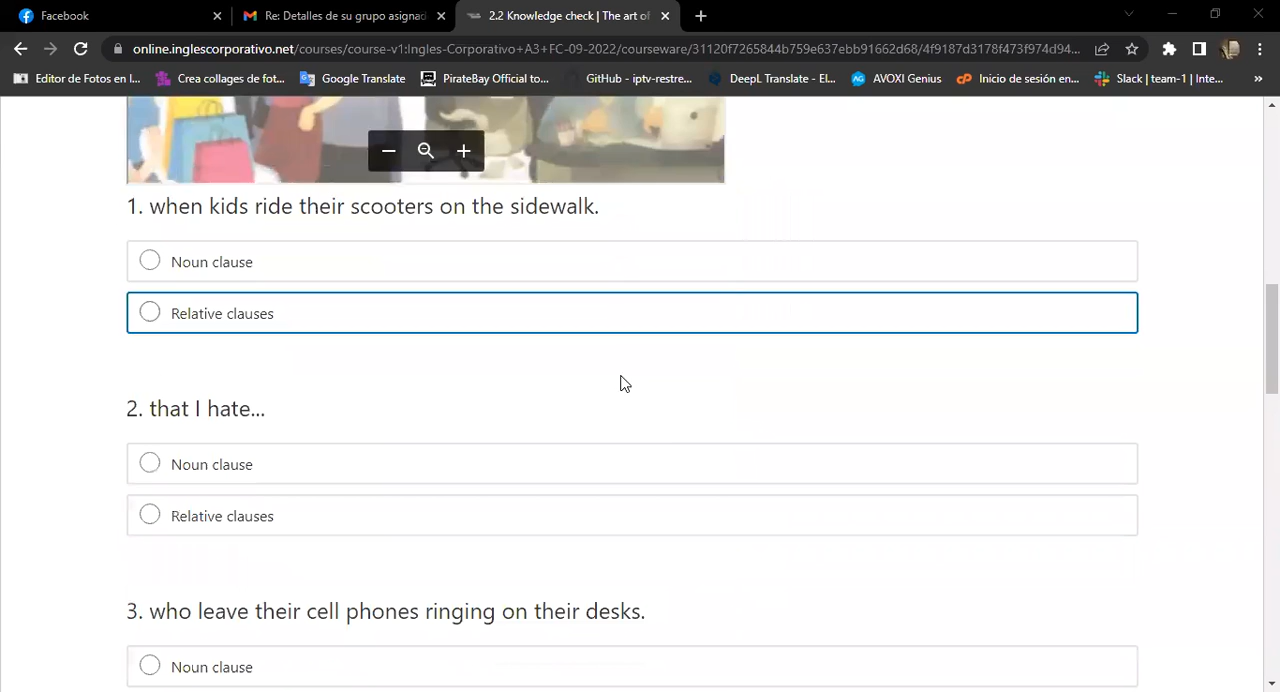 Facebook
Re: Detalles de su grupo asignad
2.2 Knowledge check | The art of
online.inglescorporativo.net/courses/course-v1:Ingles-Corporativo+A3+FC-09-2022/courseware/31120f7265844b759e637ebb91662d68/4f9187d3178f473f974d94...
Editor de Fotos en l...
Crea collages de fot...
Google Translate
PirateBay Official to...
GitHub - iptv-restre...
DeepL Translate - El...
AVOXI Genius
Inicio de sesión en...
Slack | team-1 | Inte...
1. when kids ride their scooters on the sidewalk.
Noun clause
Relative clauses
2. that I hate...
Noun clause
Relative clauses
3. who leave their cell phones ringing on their desks.
Noun clause